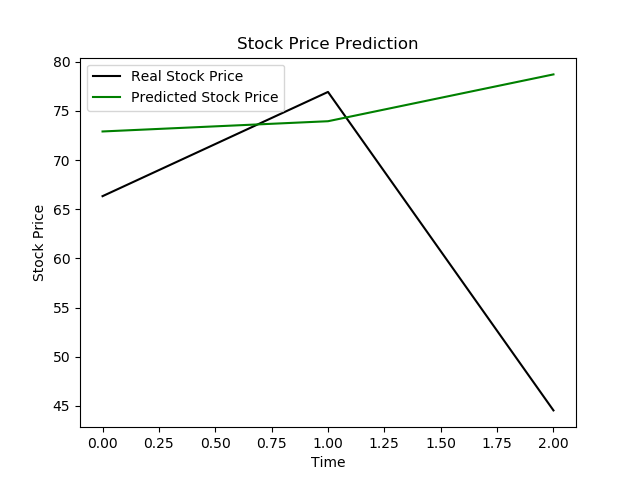 Stock Price Prediction
Real Stock Price
Predicted Stock Price
80
75
70
65
60
55
50
45
Stock Price
0.00 0.25 0.50 0.75 1.00 1.25 1.50 1.75 2.00
Time